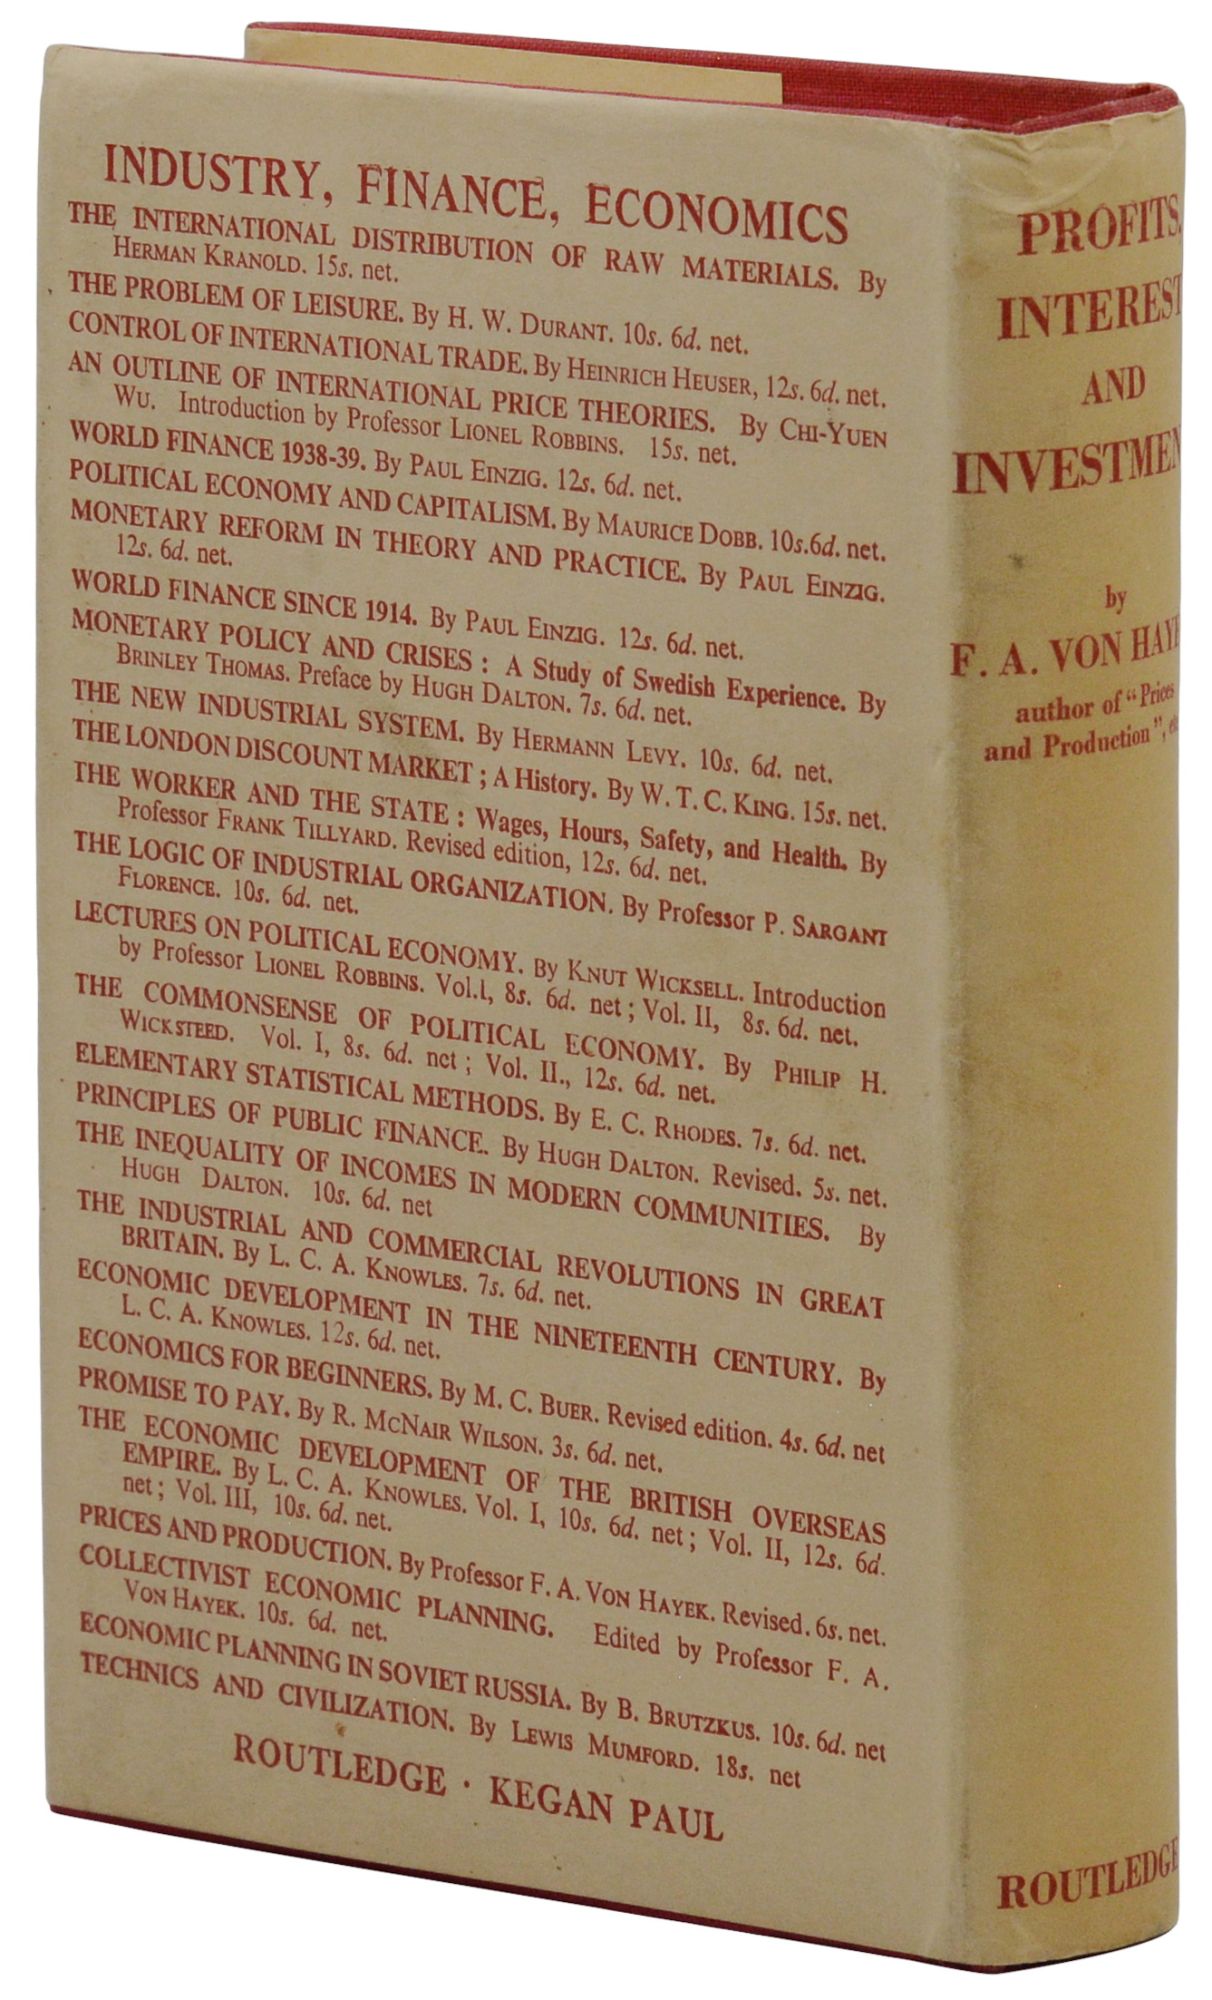 INDUSTRY, FINANCE, ECONOMICS
THE INTERNATIONAL DISTRIBUTION OF RAW MATERIALS. By
HERMAN KRANOLD. 15s. net.
THE PROBLEM OF LEISURE. By H. W. DURANT. 10s. 6d. net.
CONTROL OF INTERNATIONAL TRADE. By HEINRICH HEUSER, 12s. 6d. net.
AN OUTLINE OF INTERNATIONAL PRICE THEORIES. By CHI-YUEN
WU. Introduction by Professor LIONEL ROBBINS. 15s. net.
WORLD FINANCE 1938-39. By PAUL EINZIG. 12s. 6d. net.
POLITICAL ECONOMY AND CAPITALISM. By MAURICE DOBB. 10s.6d. net.
MONETARY REFORM IN THEORY AND PRACTICE. By PAUL EINZIG.
12s. 6d. net.
WORLD FINANCE SINCE 1914. By PAUL EINZIG. 12s. 6d. net.
MONETARY POLICY AND CRISES : A Study of Swedish Experience. By
BRINLEY THOMAS. Preface by HUGH DALTON. 7s. 6d. net.
THE NEW INDUSTRIAL SYSTEM. By HERMANN LEVY. 10s. 6d. net.
THE LONDON DISCOUNT MARKET ; A History. By W. T. C. KING. 15s. net.
THE WORKER AND THE STATE : Wages, Hours, Safety, and Health. By
Professor FRANK TILLYARD. Revised edition, 12s. 6d. net.
THE LOGIC OF INDUSTRIAL ORGANIZATION. By Professor P. SARGANT
FLORENCE. 10s. 6d. net.
LECTURES ON POLITICAL ECONOMY. By KNUT WICKSELL. Introduction
by Professor LIONEL ROBBINS. Vol.I, 8s. 6d. net ; Vol. II, 8s. 6d. net.
THE COMMONSENSE OF POLITICAL ECONOMY. By PHILIP H.
WICKSTEED. Vol. I, 8s. 6d. net ; Vol. II., 12s. 6d. net.
ELEMENTARY STATISTICAL METHODS. By E. C. RHODES. 7s. 6d. net.
PRINCIPLES OF PUBLIC FINANCE. By HUGH DALTON. Revised. 5s. net.
THE INEQUALITY OF INCOMES IN MODERN COMMUNITIES. By
HUGH DALTON. 10s. 6d. net
THE INDUSTRIAL AND COMMERCIAL REVOLUTIONS IN GREAT
BRITAIN. By L. C. A. KNOWLES. 7s. 6d. net.
ECONOMIC DEVELOPMENT IN THE NINETEENTH CENTURY. By
L. C. A. KNOWLES. 12s. 6d. net.
ECONOMICS FOR BEGINNERS. By M. C. BUER. Revised edition. 4s. 6d. net
PROMISE TO PAY. By R. MCNAIR WILSON. 3s. 6d. net.
THE ECONOMIC DEVELOPMENT OF THE BRITISH OVERSEAS
EMPIRE. By L. C. A. KNOWLES. Vol. I, 10s. 6d. net ; Vol. II, 12s. 6d.
net ; Vol. III, 10s. 6d. net.
PRICES AND PRODUCTION. By Professor F. A. VON HAYEK. Revised. 6s. net.
COLLECTIVIST ECONOMIC PLANNING. Edited by Professor F. A.
VON HAYEK. 10s. 6d. net.
ECONOMIC PLANNING IN SOVIET RUSSIA. By B. BRUTZKUS. 10s. 6d. net
TECHNICS AND CIVILIZATION. By LEWIS MUMFORD. 18s. net
ROUTLEDGE · KEGAN PAUL
PROFITS,
INTEREST
AND
INVESTMEN
by
F. A. VON HAYE
author of "Prices
and Production",
ROUTLEDGE